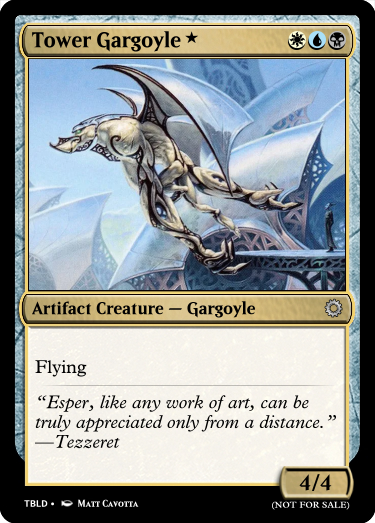 Tower Gargoyle ★
Artifact Creature — Gargoyle
Flying
“Esper, like any work of art, can be
truly appreciated only from a distance.”
—Tezzeret
4/4
TBLD • Matt Cavotta
(NOT FOR SALE)